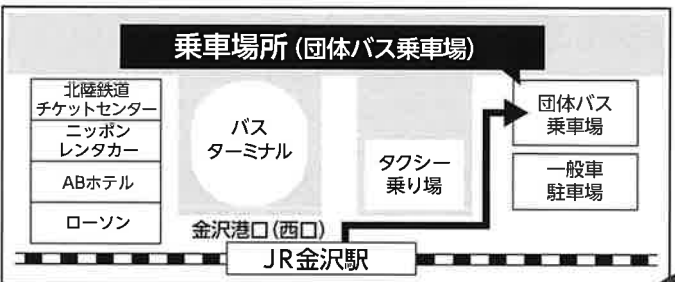 乗車場所(団体バス乗車場)
北陸鉄道
チケットセンター
ニッポン
レンタカー
ABホテル
ローソン
バス
ターミナル
タクシー
乗り場
団体バス
乗車場
一般車
駐車場
金沢港口(西口)
JR金沢駅